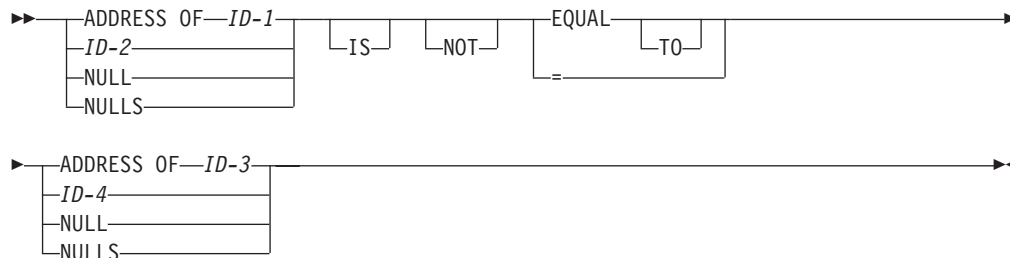 ADDRESS OF ID-1 IS NOT EQUAL TO
ID-2
NULL =
NULLS
ADDRESS OF ID-3
ID-4
NULL
NULLS